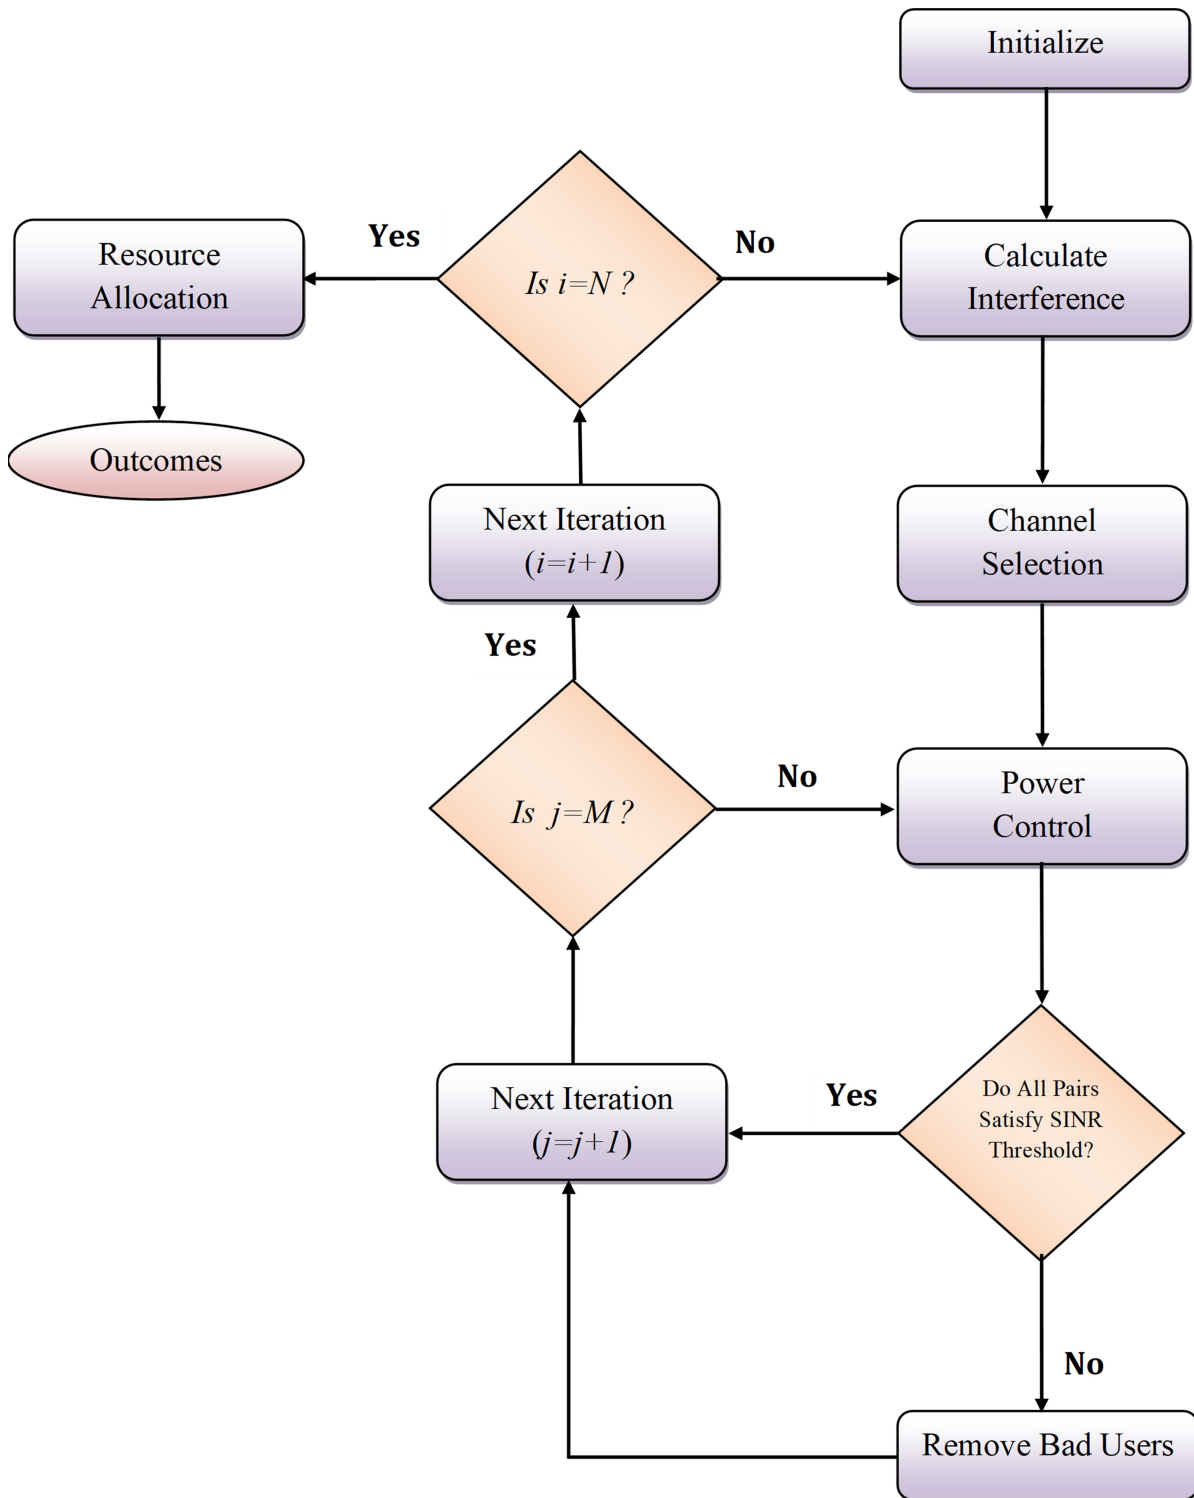 Initialize
Yes
No
Resource
Allocation
Is i=N ?
Calculate
Interference
Outcomes
Next Iteration
(i=i+1)
Channel
Selection
Yes
No
Is j=M ?
Power
Control
Next Iteration
(j=j+1)
Yes
Do All Pairs
Satisfy SINR
Threshold?
No
Remove Bad Users